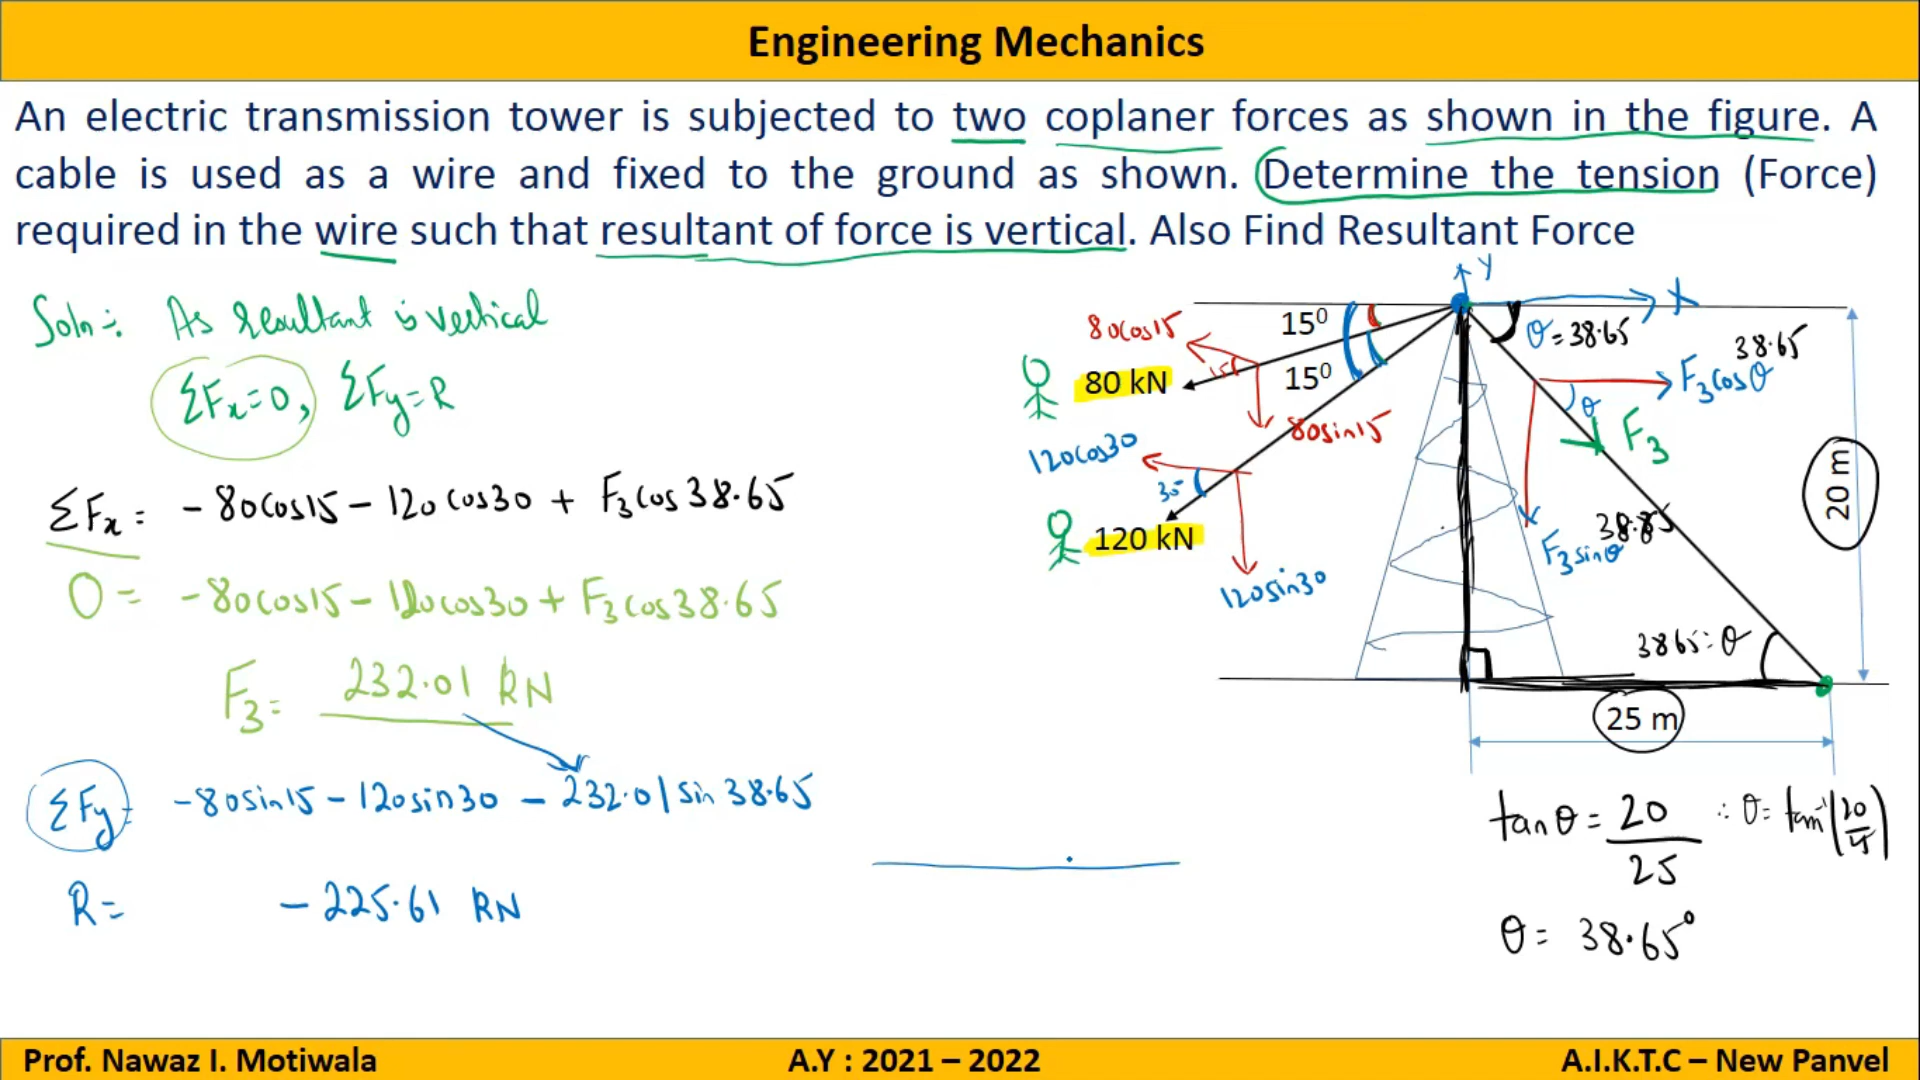 Engineering Mechanics
An electric transmission tower is subjected to two coplaner forces as shown in the figure. A
cable is used as a wire and fixed to the ground as shown. Determine the tension (Force)
required in the wire such that resultant of force is vertical. Also Find Resultant Force
Soln:- As resultant is vertical
ΣFx=0, ΣFy=R
ΣFx = -80cos15 - 120cos30 + F3cos38.65
0 = -80cos15 - 120cos30 + F3cos38.65
F3= 232.01 kN
ΣFy= -80sin15 - 120sin30 - 232.01 sin 38.65
R= -225.61 kN
Y
X
15⁰
θ=38.65
80cos15
15
15⁰
80 kN
80sin15
38.65
F3cosθ
θ
F3
120cos30
30
120 kN
120sin30
38.65
F3sinθ
20 m
38.65=θ
25 m
tanθ = 20/25 ∴ θ= tan⁻¹(20/25)
θ= 38.65°
Prof. Nawaz I. Motiwala
A.Y : 2021 – 2022
A.I.K.T.C – New Panvel